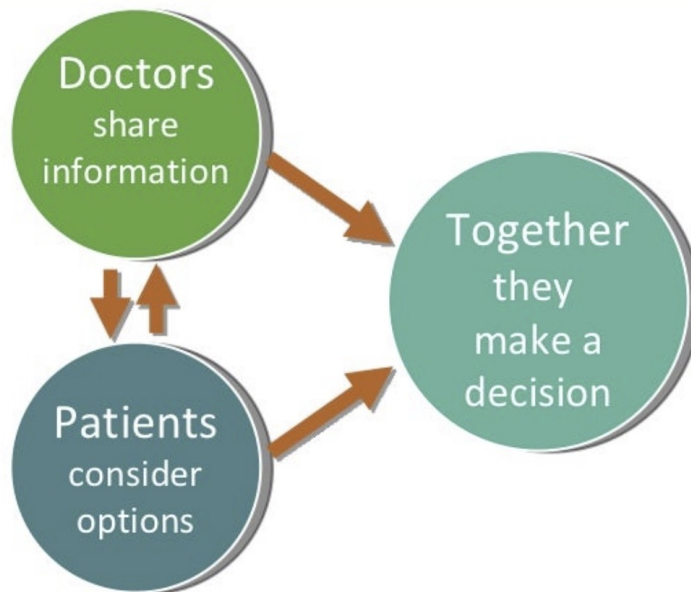 Doctors
share
information
Together
they
make a
decision
Patients
consider
options